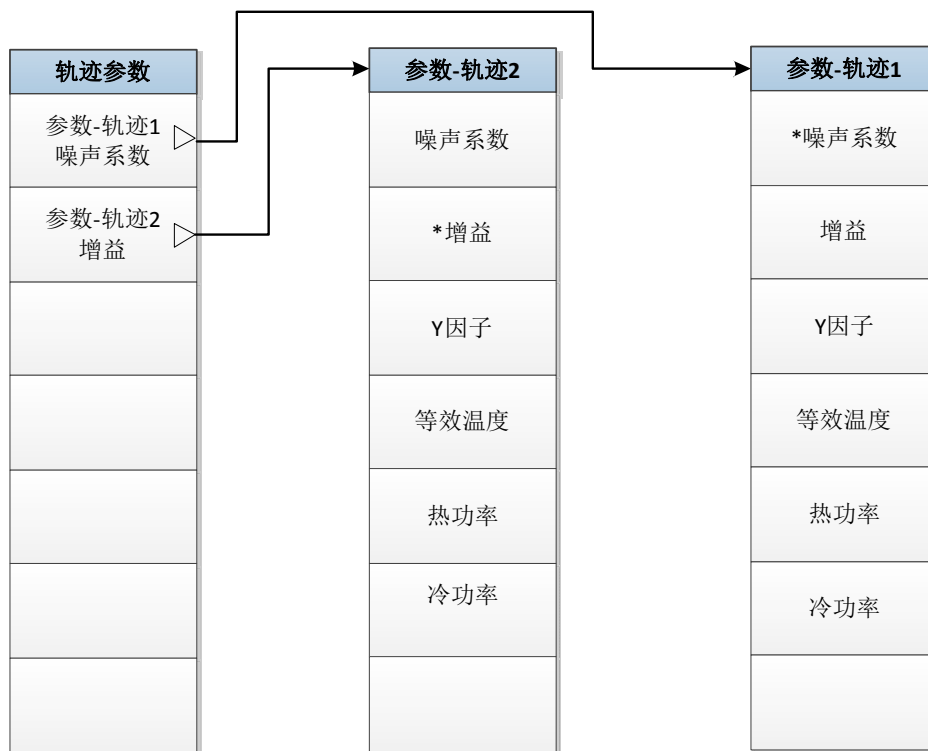 轨迹参数
参数-轨迹1
噪声系数
参数-轨迹2
增益
参数-轨迹2
噪声系数
*增益
Y因子
等效温度
热功率
冷功率
参数-轨迹1
*噪声系数
增益
Y因子
等效温度
热功率
冷功率